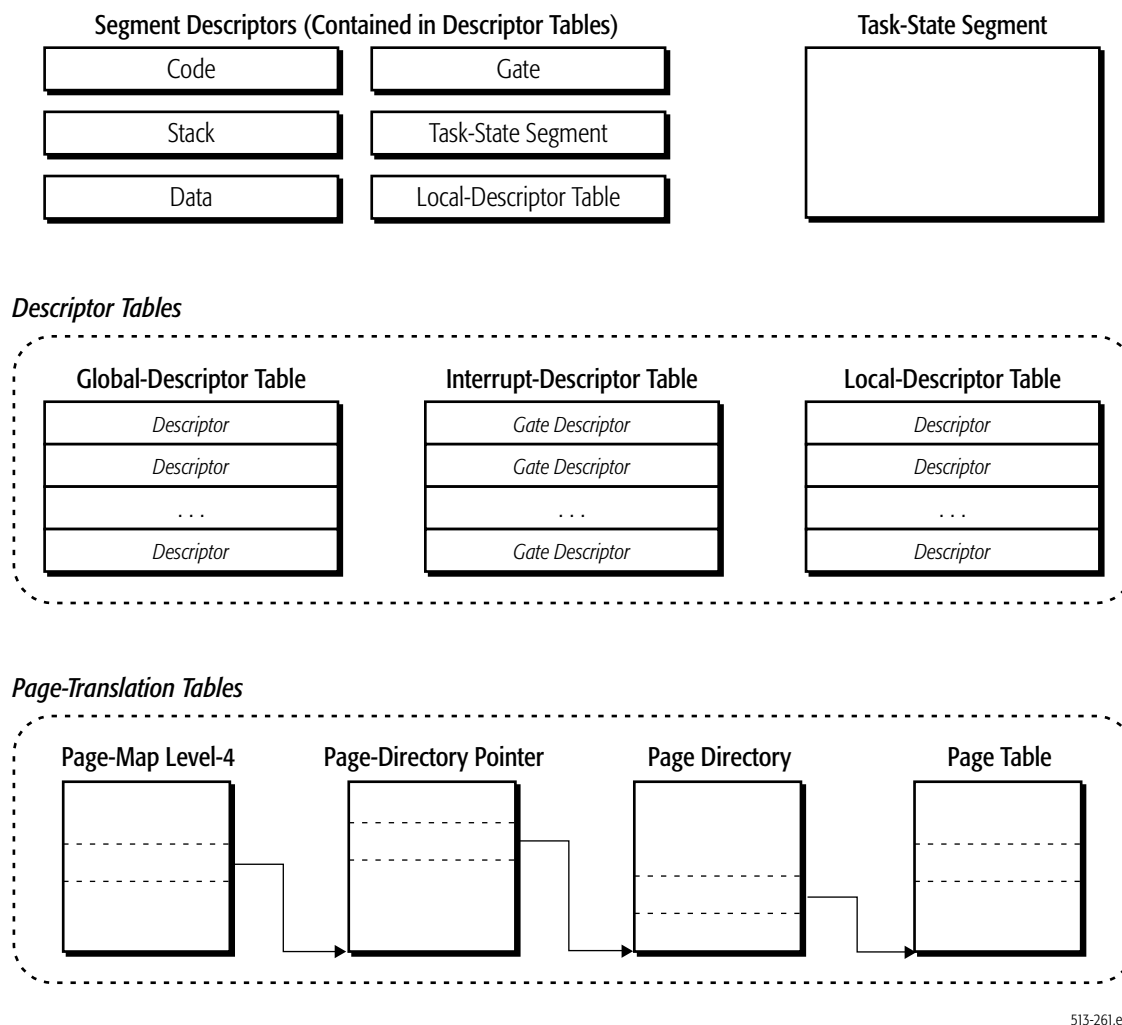 Segment Descriptors (Contained in Descriptor Tables)
Task-State Segment
Code
Gate
Stack
Task-State Segment
Data
Local-Descriptor Table
Descriptor Tables
Global-Descriptor Table
Interrupt-Descriptor Table
Local-Descriptor Table
Descriptor
Gate Descriptor
Descriptor
Descriptor
Gate Descriptor
Descriptor
. . .
. . .
. . .
Descriptor
Gate Descriptor
Descriptor
Page-Translation Tables
Page-Map Level-4
Page-Directory Pointer
Page Directory
Page Table
513-261.e